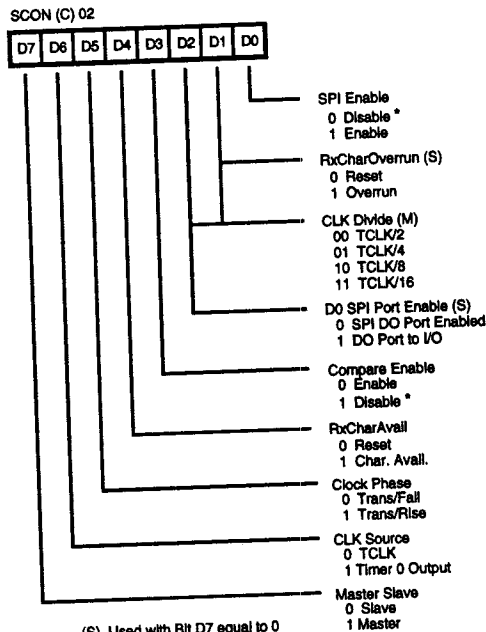 SCON (C) 02
D7 D6 D5 D4 D3 D2 D1 D0
SPI Enable
0 Disable *
1 Enable
RxCharOverrun (S)
0 Reset
1 Overrun
CLK Divide (M)
00 TCLK/2
01 TCLK/4
10 TCLK/8
11 TCLK/16
D0 SPI Port Enable (S)
0 SPI DO Port Enabled
1 DO Port to I/O
Compare Enable
0 Enable
1 Disable *
RxCharAvail
0 Reset
1 Char. Avail.
Clock Phase
0 Trans/Fall
1 Trans/Rise
CLK Source
0 TCLK
1 Timer 0 Output
Master Slave
0 Slave
1 Master
(S) Used with Bit D7 equal to 0